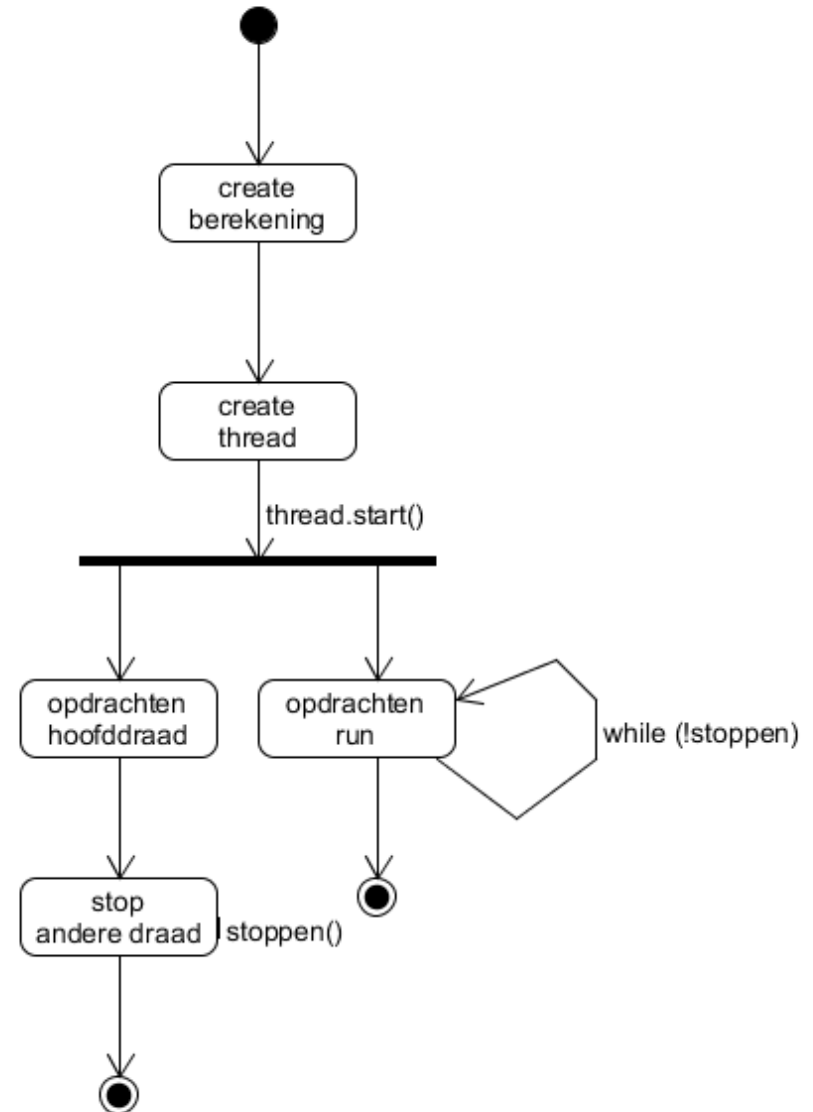 create
berekening
create
thread
thread.start()
opdrachten
hoofddraad
opdrachten
run
while (!stoppen)
stop
andere draad
stoppen()